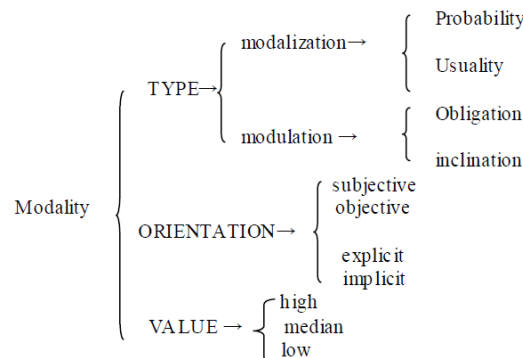 Probability
modalization→
Usuality
TYPE→
Obligation
modulation →
inclination
subjective
objective
Modality
ORIENTATION→
explicit
implicit
high
VALUE →
median
low